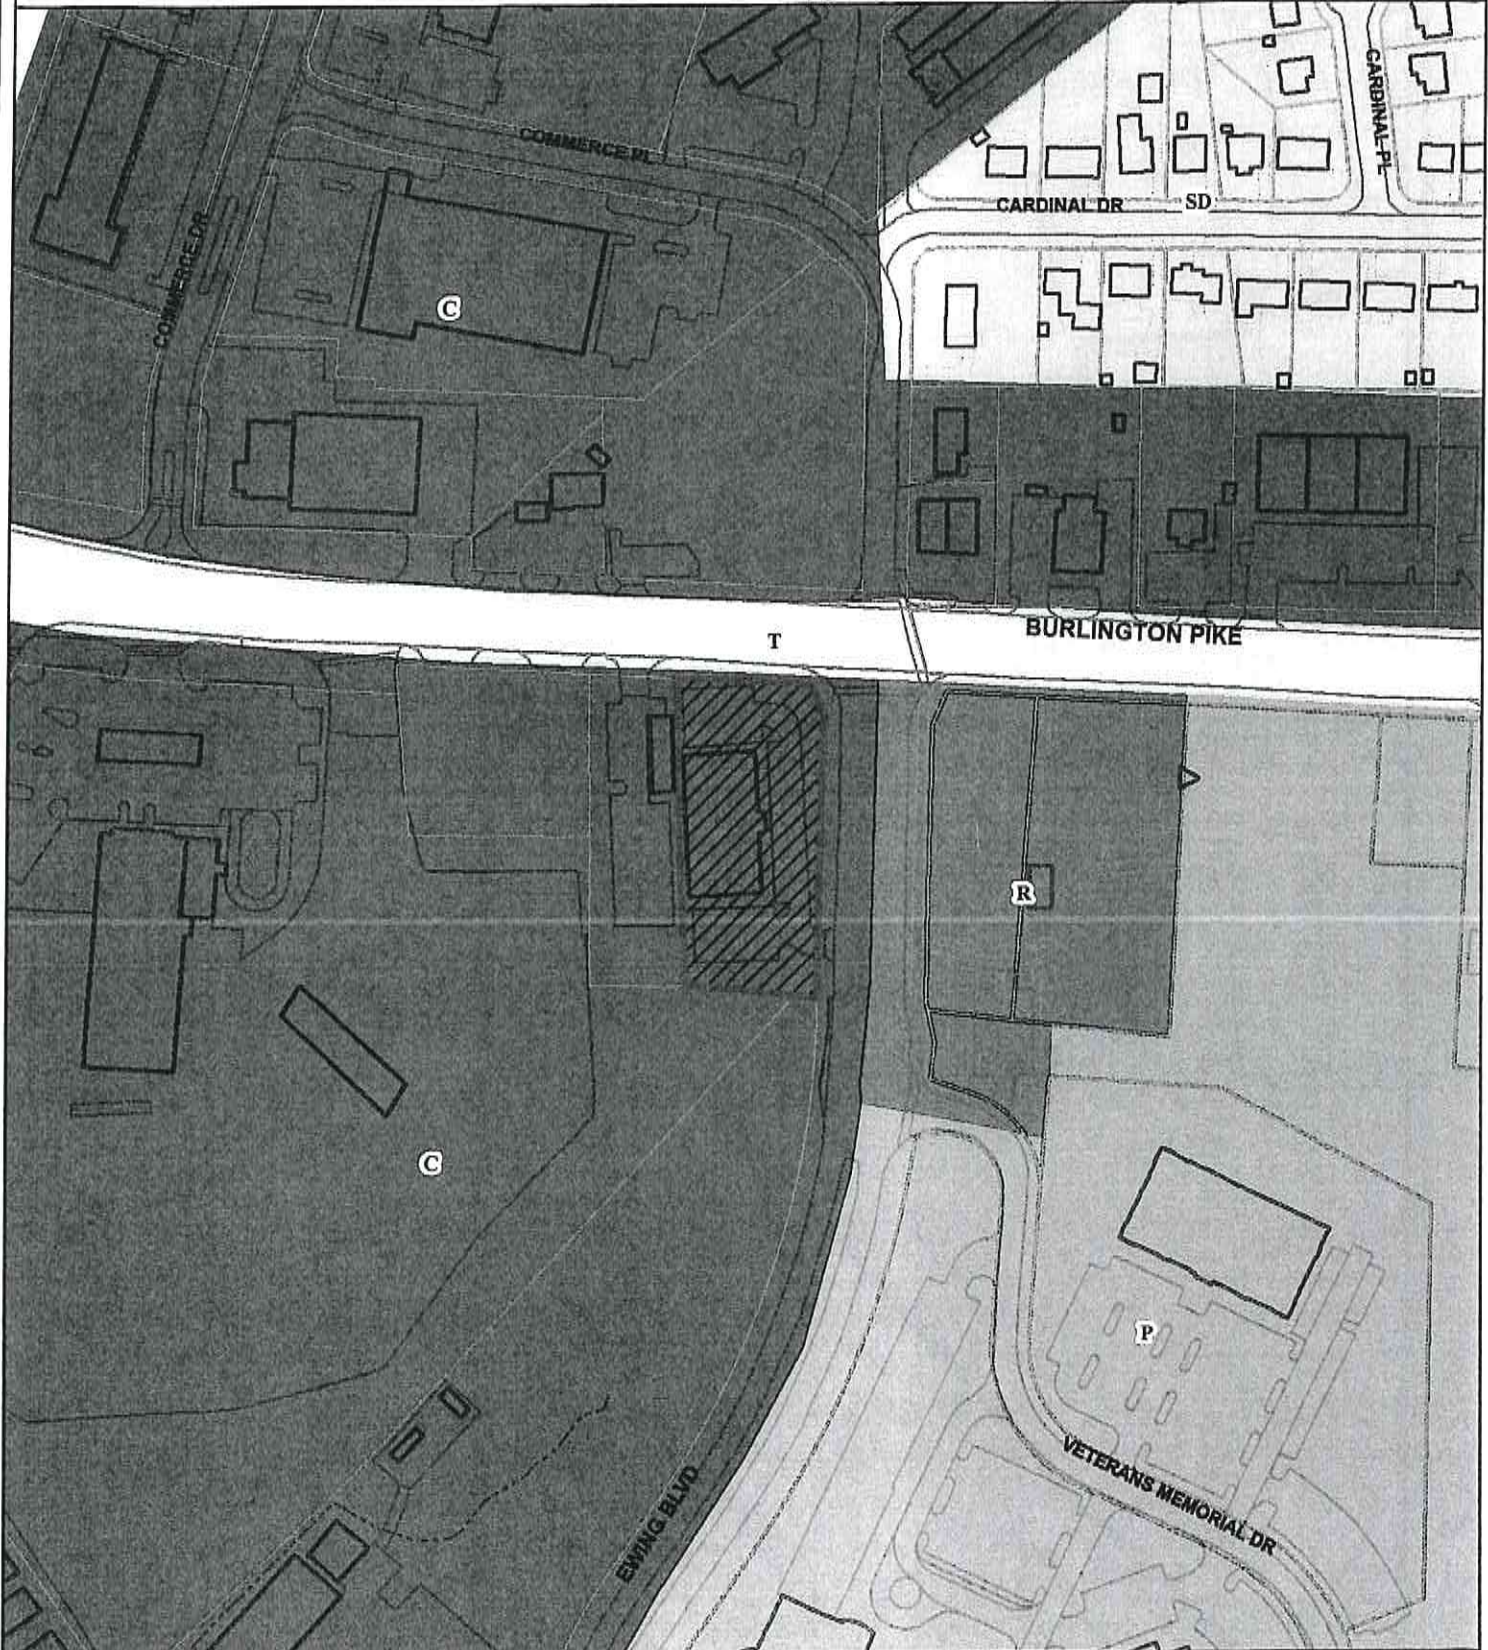 COMMERCE PL
CARDINAL PL
CARDINAL DR
SD
COMMERCE DR
C
T
BURLINGTON PIKE
R
C
P
VETERANS MEMORIAL DR
EWING BLVD